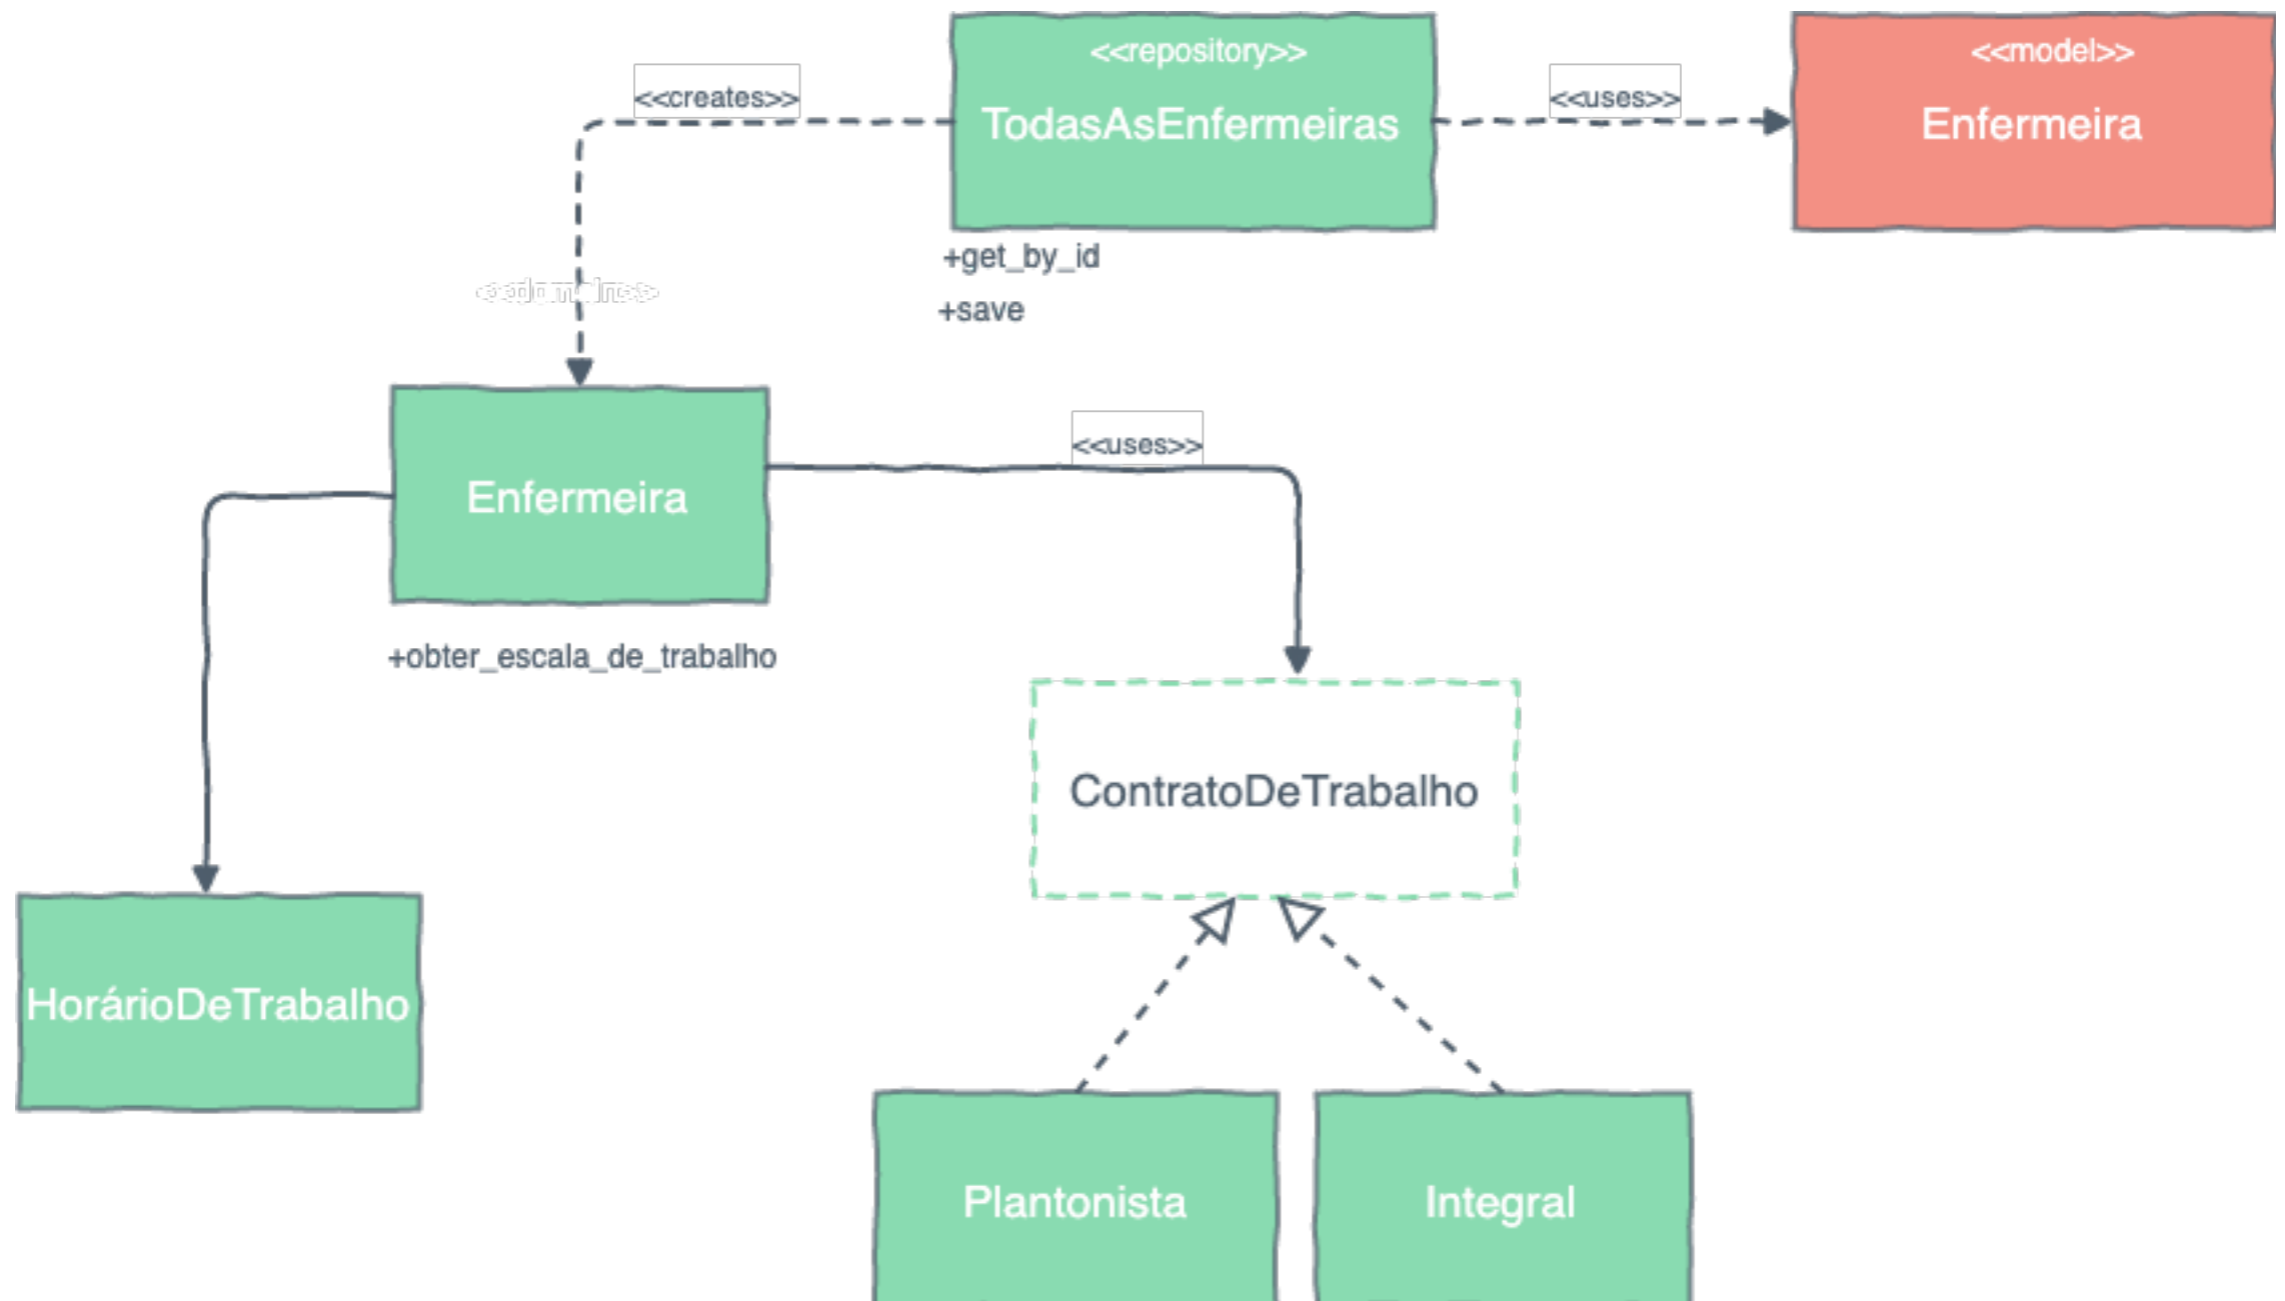 <<repository>>
<<model>>
<<creates>>
<<uses>>
TodasAsEnfermeiras
Enfermeira
+get_by_id
+save
<<uses>>
Enfermeira
+obter_escala_de_trabalho
ContratoDeTrabalho
HorárioDeTrabalho
Plantonista
Integral